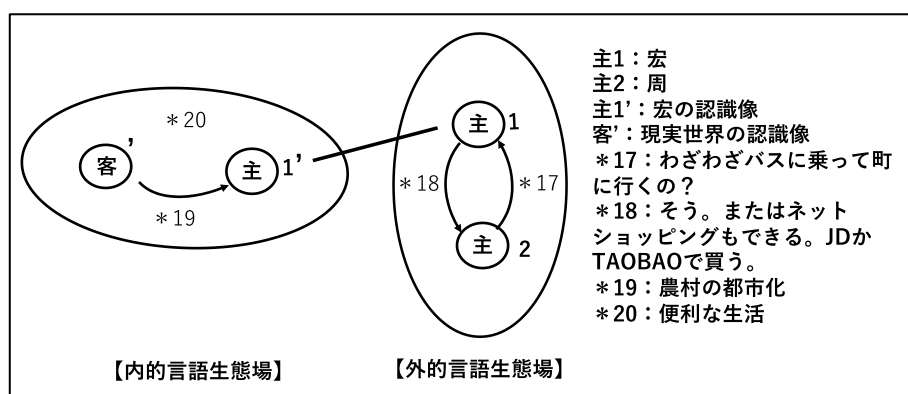 ＊20
客'
主 1'
＊19
主 1
＊18
＊17
主 2
【内的言語生態場】
【外的言語生態場】
主1：宏
主2：周
主1'：宏の認識像
客'：現実世界の認識像
＊17：わざわざバスに乗って町
に行くの？
＊18：そう。またはネット
ショッピングもできる。JDか
TAOBAOで買う。
＊19：農村の都市化
＊20：便利な生活